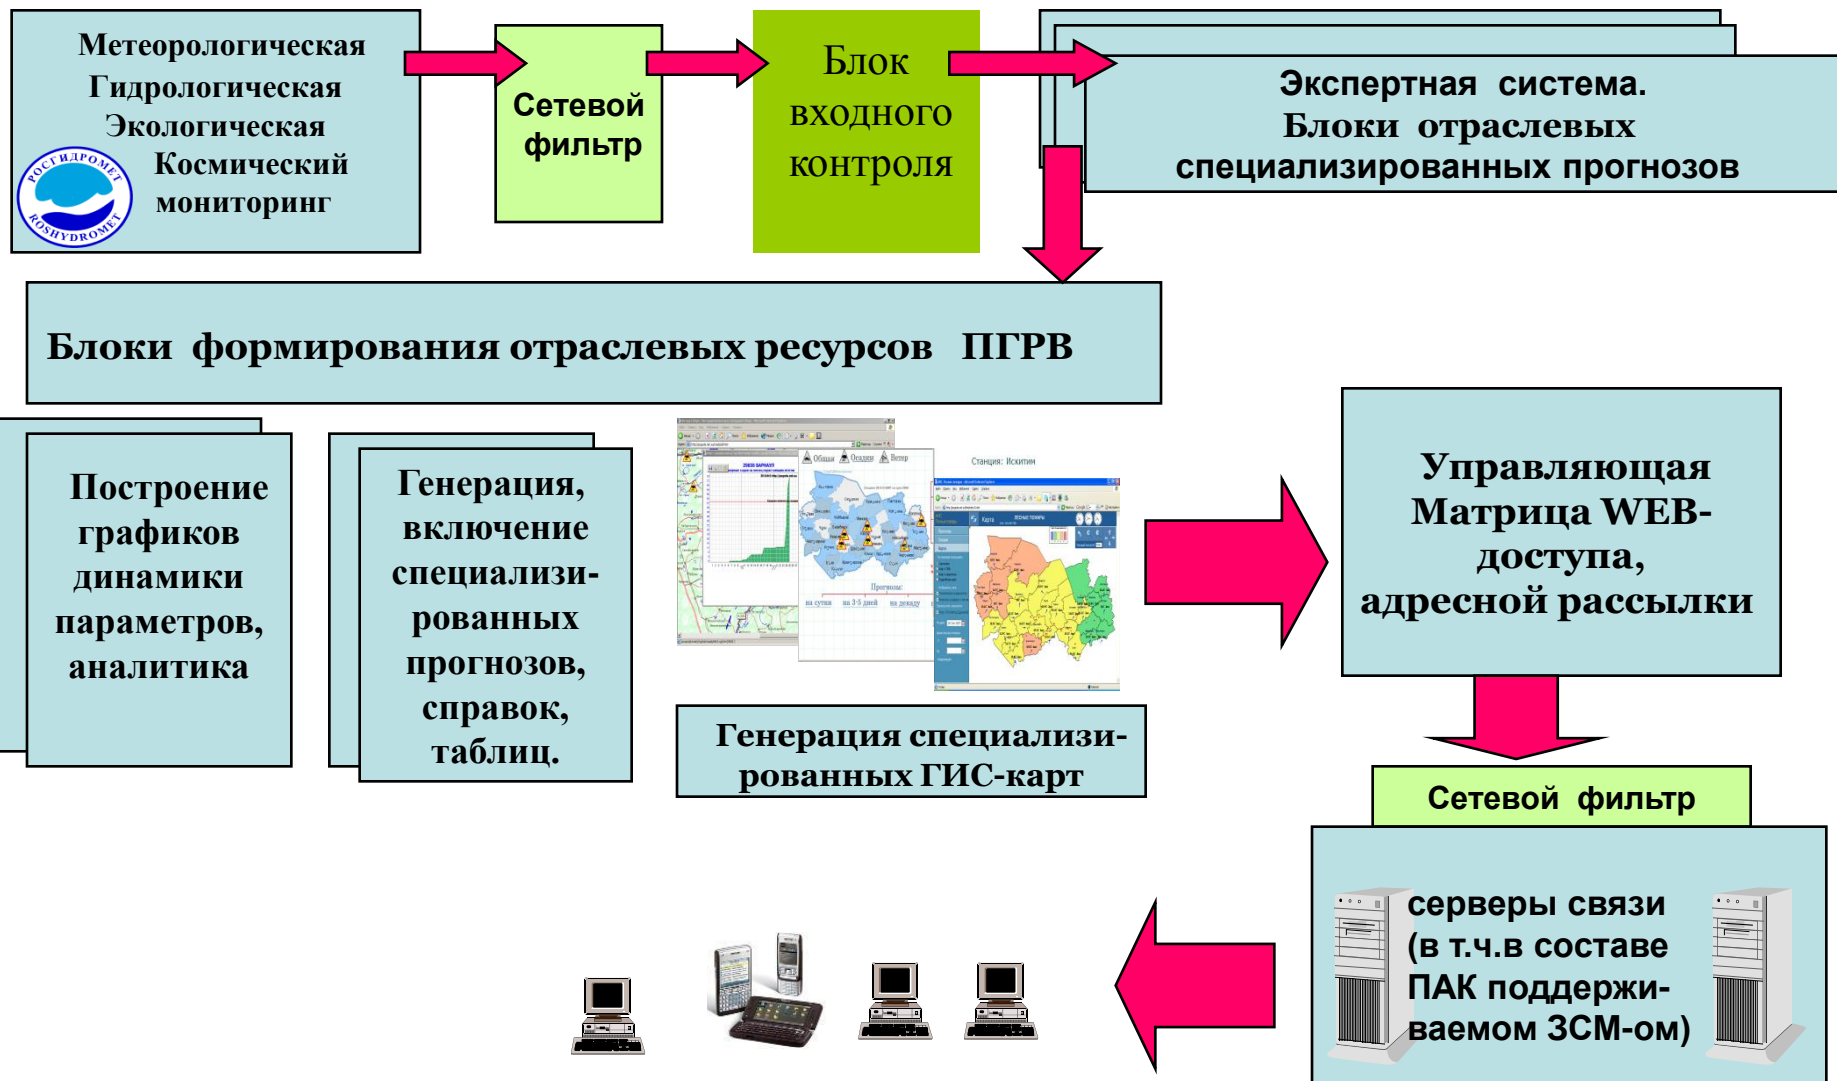 Метеорологическая
Гидрологическая
Экологическая
Космический
мониторинг
РОСГИДРОМЕТ
ROSHYDROMET
Сетевой
фильтр
Блок
входного
контроля
Экспертная система.
Блоки отраслевых
специализированных прогнозов
Блоки формирования отраслевых ресурсов ПГРВ
Построение
графиков
динамики
параметров,
аналитика
Генерация,
включение
специализи-
рованных
прогнозов,
справок,
таблиц.
Общая Осадки Ветер
Прогнозы:
на сутки на 3-5 дней на декаду
Станция: Искитим
Карта
Генерация специализи-
рованных ГИС-карт
Управляющая
Матрица WEB-
доступа,
адресной рассылки
Сетевой фильтр
серверы связи
(в т.ч.в составе
ПАК поддержи-
ваемом ЗСМ-ом)